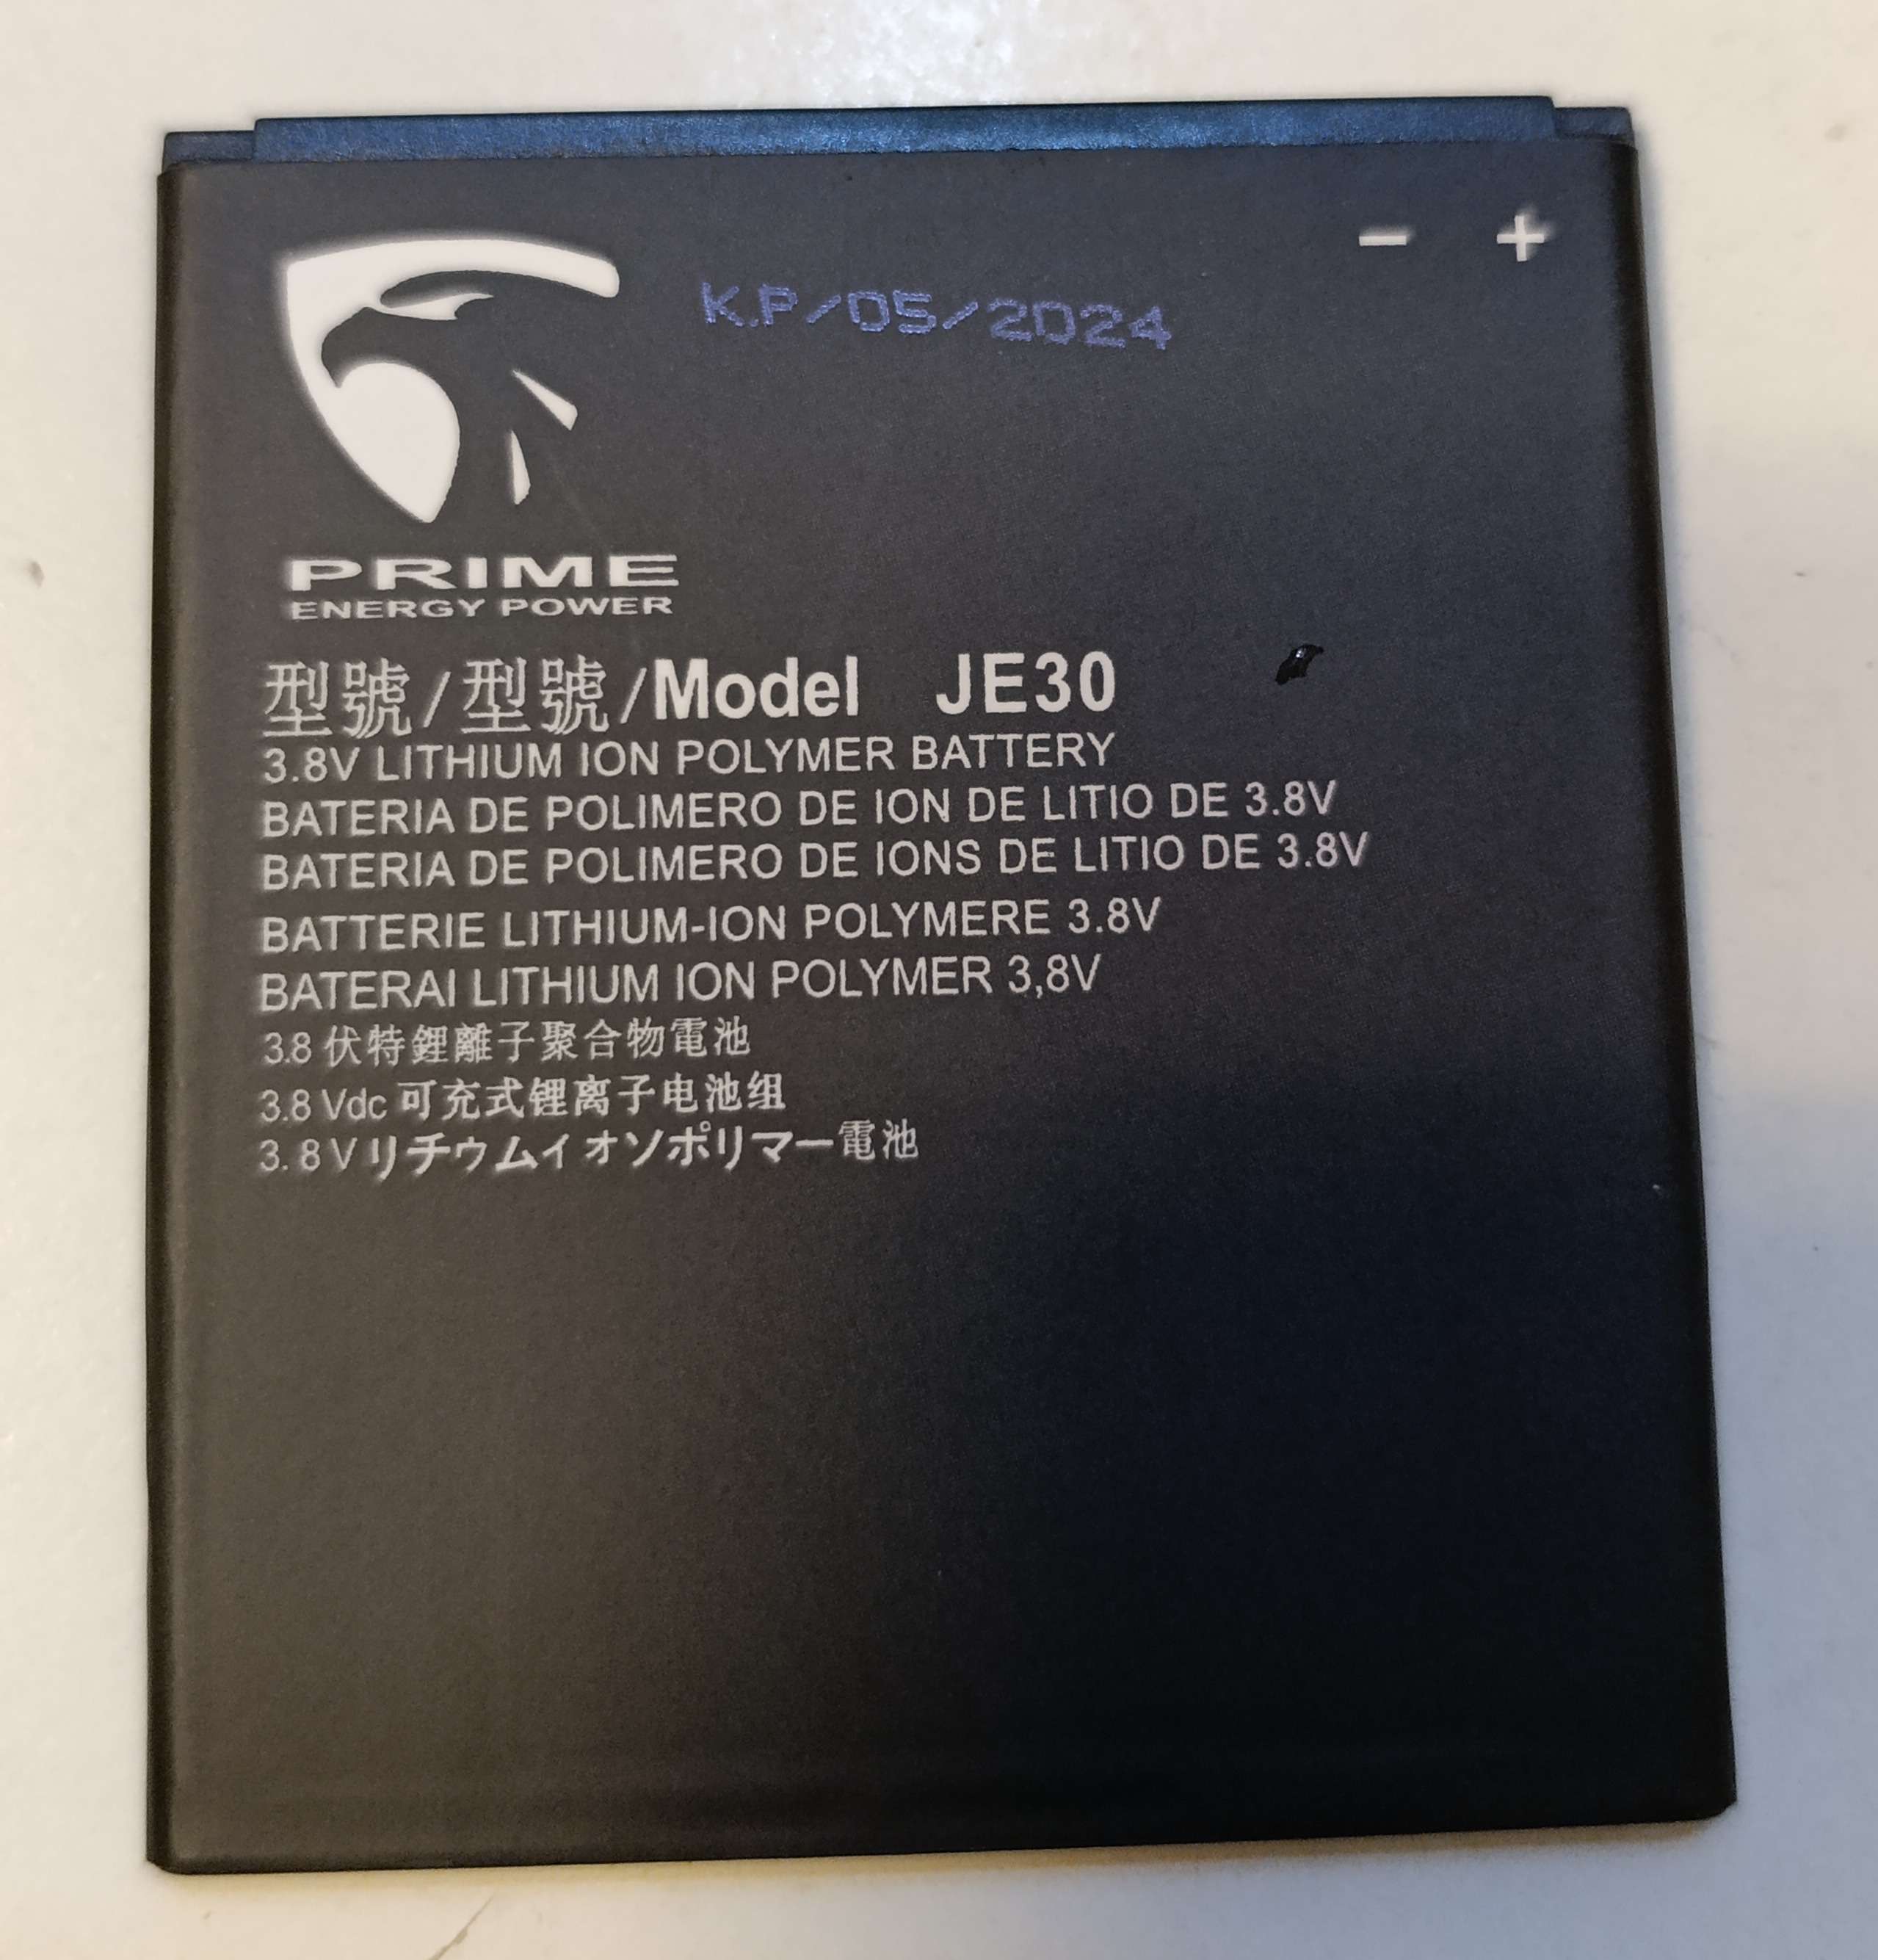 - +
K.P/05/2024
PRIME
ENERGY POWER
型號/型號/Model JE30
3.8V LITHIUM ION POLYMER BATTERY
BATERIA DE POLIMERO DE ION DE LITIO DE 3.8V
BATERIA DE POLIMERO DE IONS DE LITIO DE 3.8V
BATTERIE LITHIUM-ION POLYMERE 3.8V
BATERAI LITHIUM ION POLYMER 3,8V
3.8 伏特鋰離子聚合物電池
3.8 Vdc 可充式锂离子电池组
3.8V リチウムイオソポリマー電池